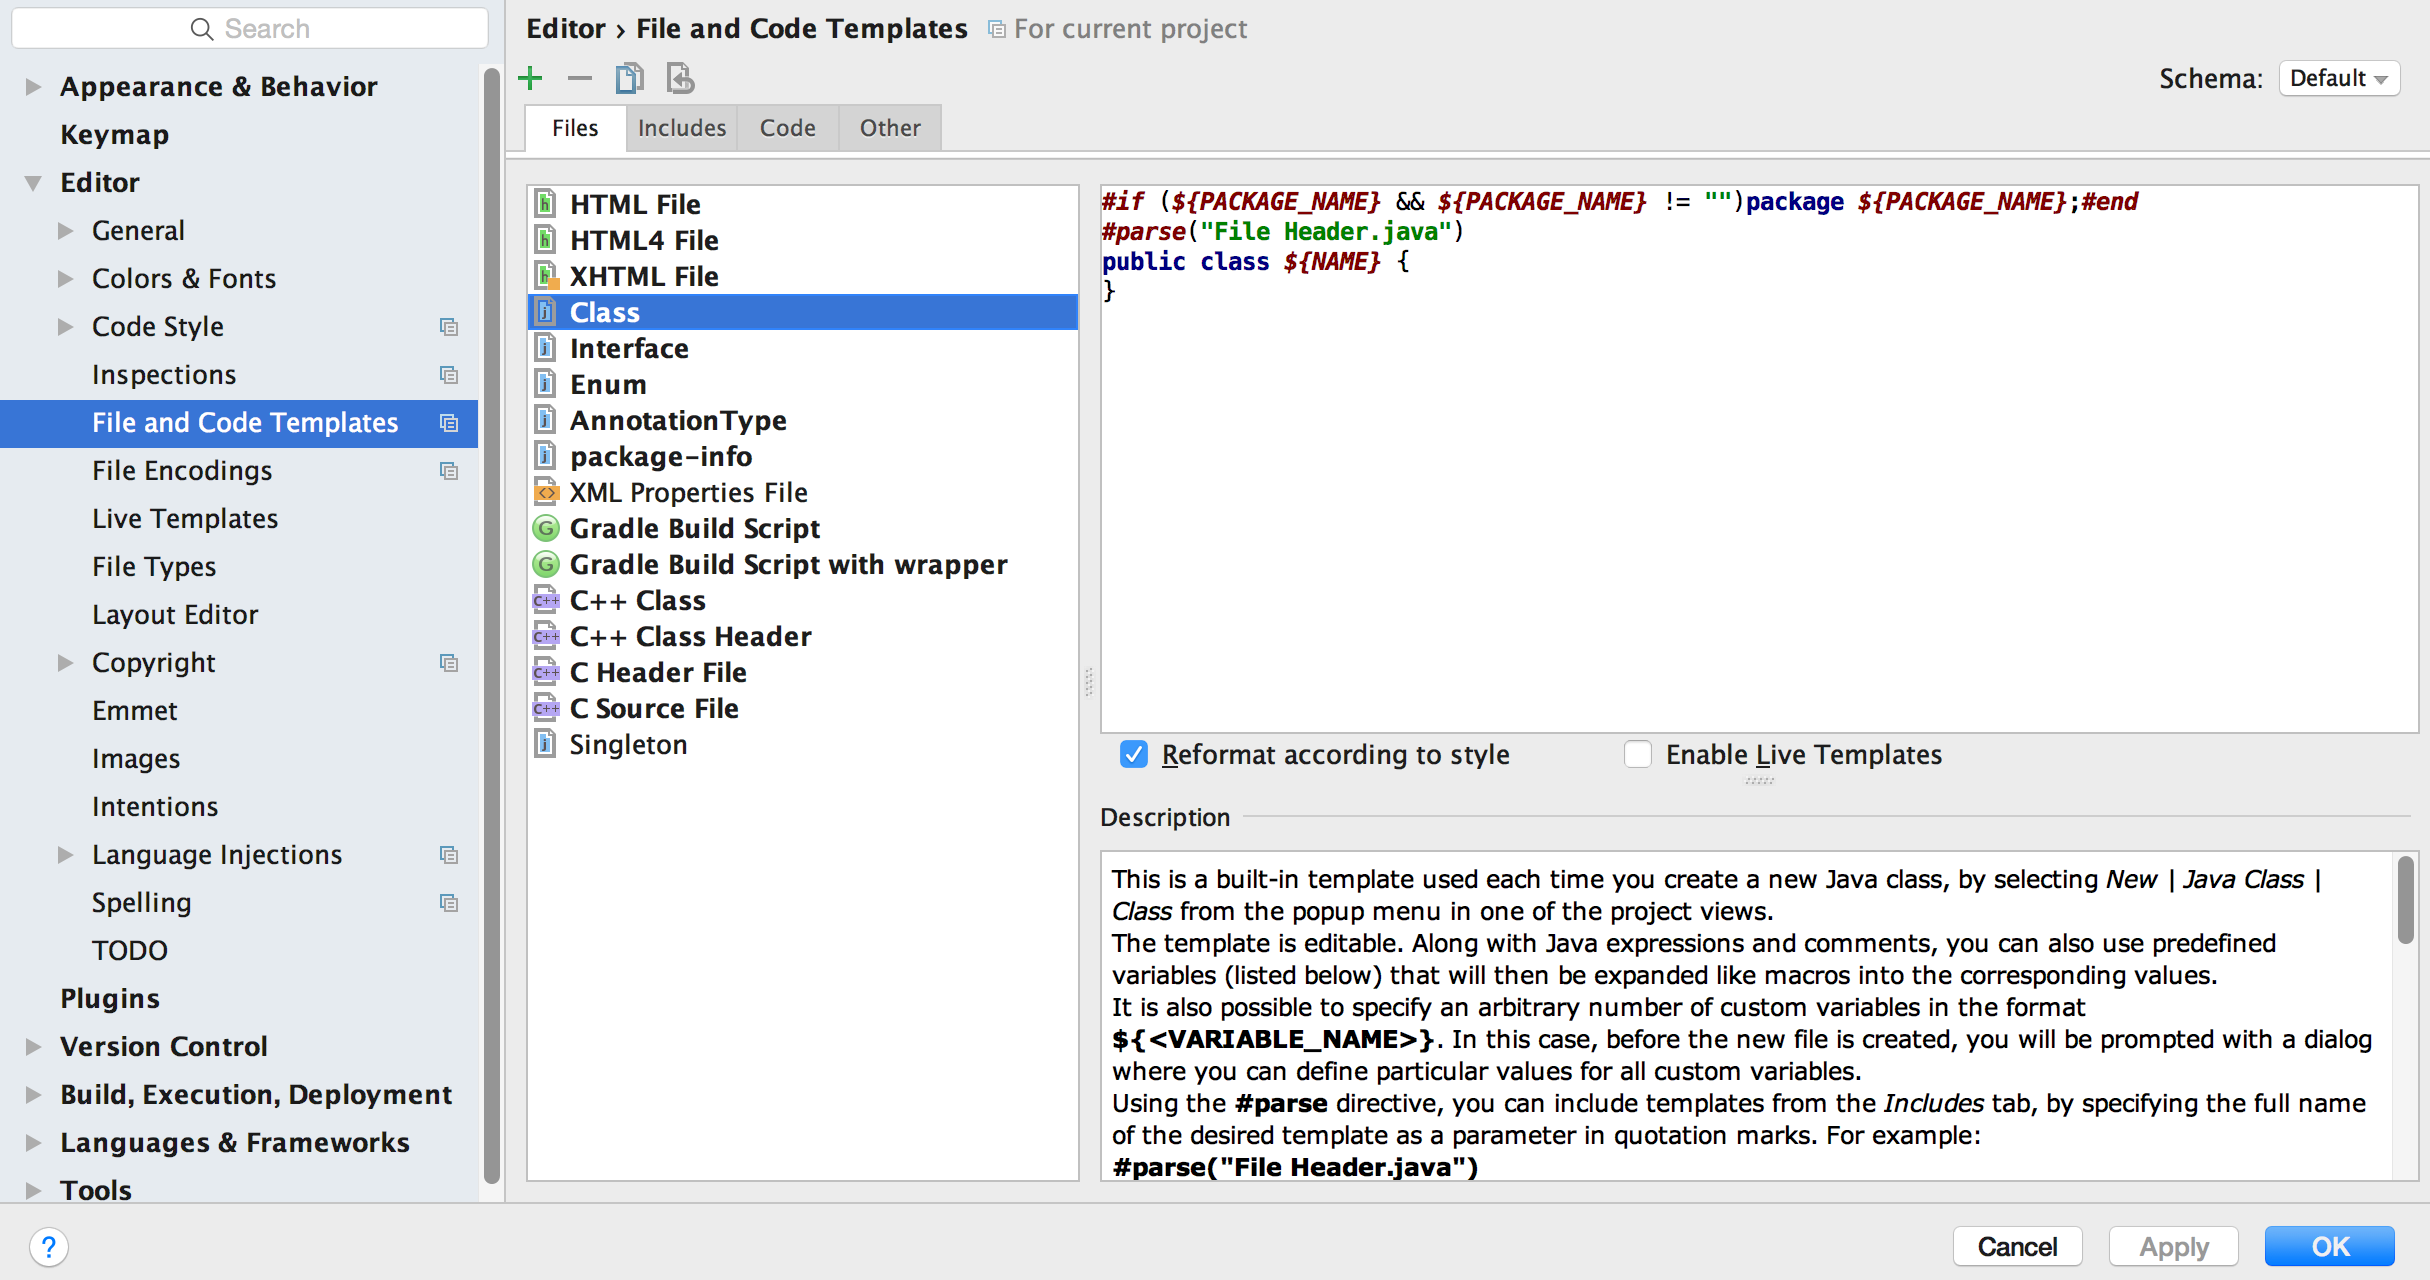 Search
Appearance & Behavior
Keymap
Editor
General
Colors & Fonts
Code Style
Inspections
File and Code Templates
File Encodings
Live Templates
File Types
Layout Editor
Copyright
Emmet
Images
Intentions
Language Injections
Spelling
TODO
Plugins
Version Control
Build, Execution, Deployment
Languages & Frameworks
Tools
Editor › File and Code Templates For current project
Schema: Default
Files Includes Code Other
HTML File
HTML4 File
XHTML File
Class
Interface
Enum
AnnotationType
package-info
XML Properties File
Gradle Build Script
Gradle Build Script with wrapper
C++ Class
C++ Class Header
C Header File
C Source File
Singleton
#if (${PACKAGE_NAME} && ${PACKAGE_NAME} != "")package ${PACKAGE_NAME};#end
#parse("File Header.java")
public class ${NAME} {
}
Reformat according to style Enable Live Templates
Description
This is a built-in template used each time you create a new Java class, by selecting New | Java Class |
Class from the popup menu in one of the project views.
The template is editable. Along with Java expressions and comments, you can also use predefined
variables (listed below) that will then be expanded like macros into the corresponding values.
It is also possible to specify an arbitrary number of custom variables in the format
${<VARIABLE_NAME>}. In this case, before the new file is created, you will be prompted with a dialog
where you can define particular values for all custom variables.
Using the #parse directive, you can include templates from the Includes tab, by specifying the full name
of the desired template as a parameter in quotation marks. For example:
#parse("File Header.java")
? Cancel Apply OK